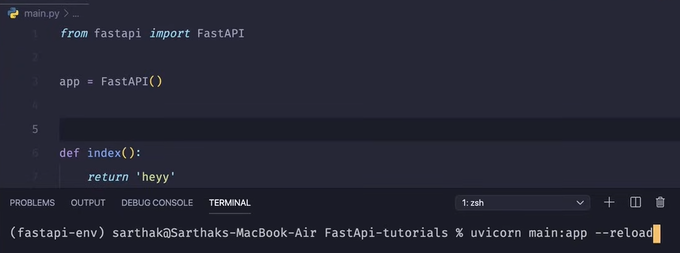 main.py > ...
1 from fastapi import FastAPI
2
3 app = FastAPI()
4
5
6 def index():
7 return 'heyy'
PROBLEMS OUTPUT DEBUG CONSOLE TERMINAL 1: zsh
(fastapi-env) sarthak@Sarthaks-MacBook-Air FastApi-tutorials % uvicorn main:app --reload